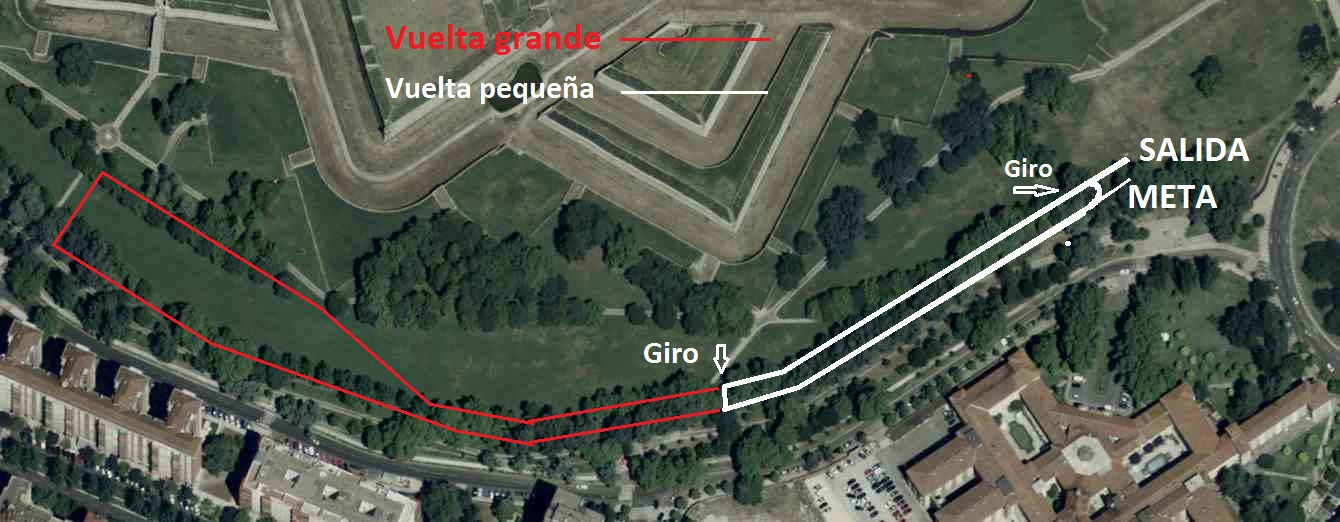 Vuelta grande
Vuelta pequeña
SALIDA
Giro
META
Giro